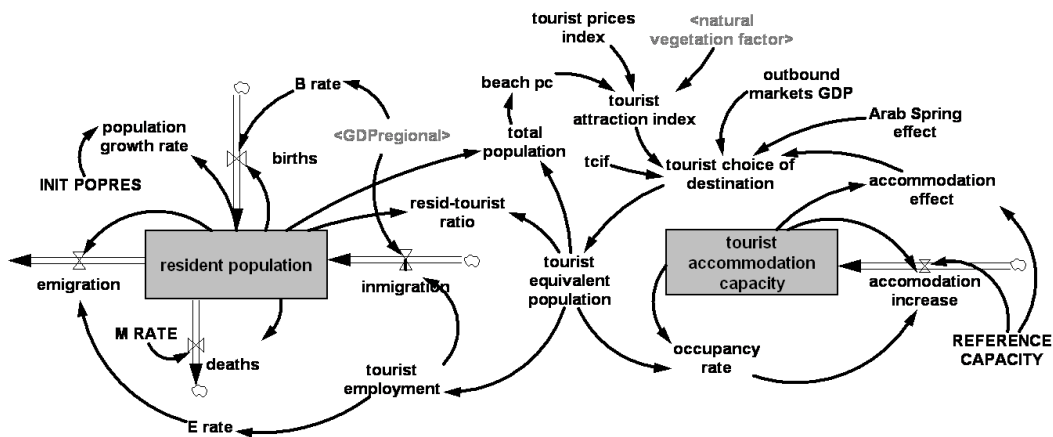 tourist prices
index
<natural
vegetation factor>
B rate
beach pc
outbound
markets GDP
tourist
attraction index
population
growth rate
<GDPregional>
total
population
Arab Spring
effect
births
tcif
tourist choice of
destination
INIT POPRES
accommodation
effect
resid-tourist
ratio
resident population
tourist
accommodation
capacity
emigration
inmigration
tourist
equivalent
population
accomodation
increase
M RATE
deaths
REFERENCE
CAPACITY
occupancy
rate
tourist
employment
E rate